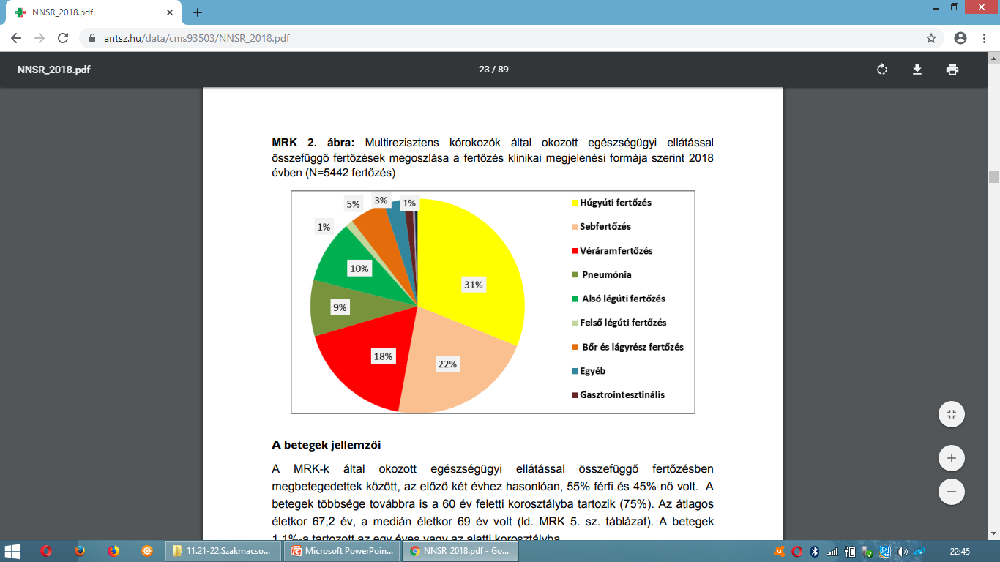 NNSR_2018.pdf
antsz.hu/data/cms93503/NNSR_2018.pdf
NNSR_2018.pdf
23 / 89
MRK 2. ábra: Multirezisztens kórokozók által okozott egészségügyi ellátással
összefüggő fertőzések megoszlása a fertőzés klinikai megjelenési formája szerint 2018
évben (N=5442 fertőzés)
5%
3%
1%
1%
10%
31%
9%
18%
22%
Húgyúti fertőzés
Sebfertőzés
Véráramfertőzés
Pneumónia
Alsó légúti fertőzés
Felső légúti fertőzés
Bőr és lágyrész fertőzés
Egyéb
Gasztrointesztinális
A betegek jellemzői
A MRK-k által okozott egészségügyi ellátással összefüggő fertőzésben
megbetegedettek között, az előző két évhez hasonlóan, 55% férfi és 45% nő volt. A
betegek többsége továbbra is a 60 év feletti korosztályba tartozik (75%). Az átlagos
életkor 67,2 év, a medián életkor 69 év volt (ld. MRK 5. sz. táblázat). A betegek
1,1%-a tartozott az egy éves vagy az alatti korosztályba
11.21-22.Szakmacso...
Microsoft PowerPoin...
NNSR_2018.pdf - Go...
22:45